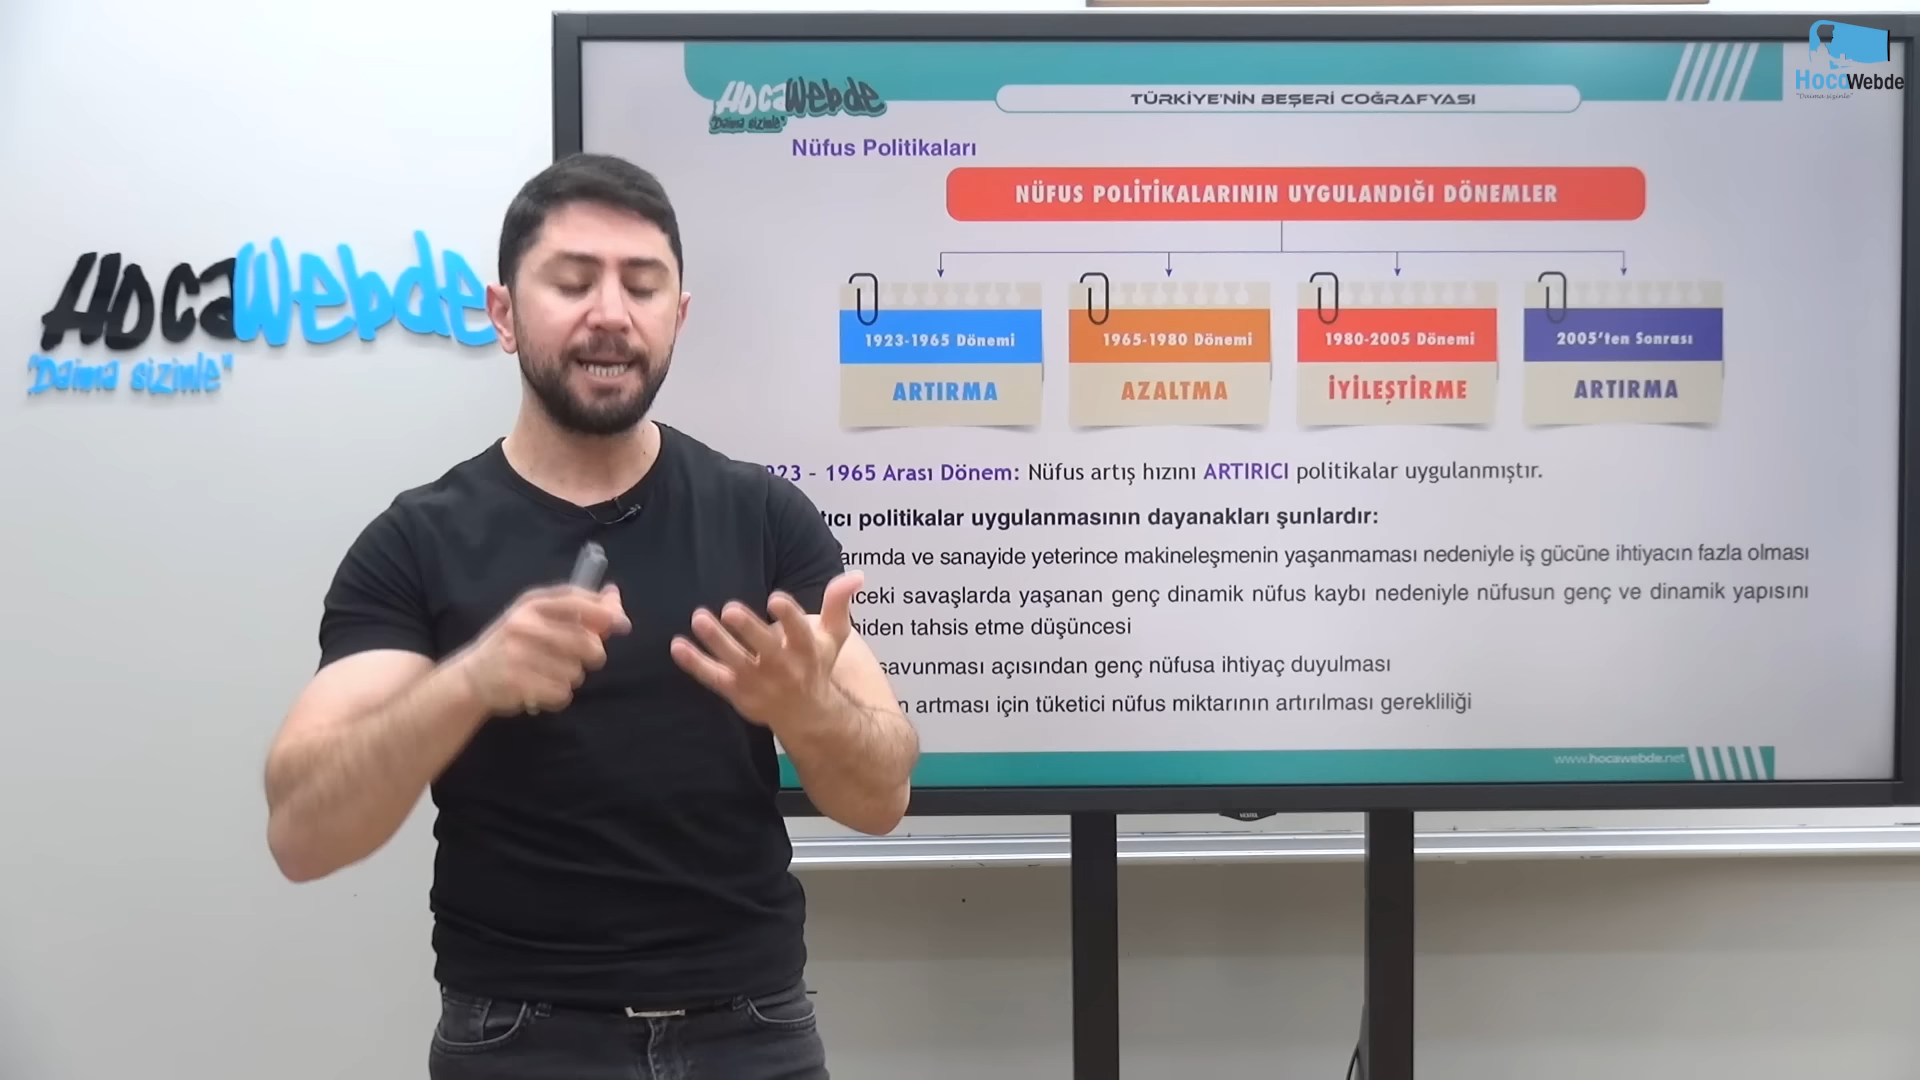 HocaWebde
"Daima sizinle"
HocaWebde
"Daima sizinle"
TÜRKİYE'NİN BEŞERİ COĞRAFYASI
HocaWebde
"Daima sizinle"
Nüfus Politikaları
NÜFUS POLİTİKALARININ UYGULANDIĞI DÖNEMLER
1923-1965 Dönemi
ARTIRMA
1965-1980 Dönemi
AZALTMA
1980-2005 Dönemi
İYİLEŞTİRME
2005'ten Sonrası
ARTIRMA
923 - 1965 Arası Dönem: Nüfus artış hızını ARTIRICI politikalar uygulanmıştır.
politikalar uygulanmasının dayanakları şunlardır:
arımda ve sanayide yeterince makineleşmenin yaşanmaması nedeniyle iş gücüne ihtiyacın fazla olması
ceki savaşlarda yaşanan genç dinamik nüfus kaybı nedeniyle nüfusun genç ve dinamik yapısını
iden tahsis etme düşüncesi
savunması açısından genç nüfusa ihtiyaç duyulması
n artması için tüketici nüfus miktarının artırılması gerekliliği
www.hocawebde.net